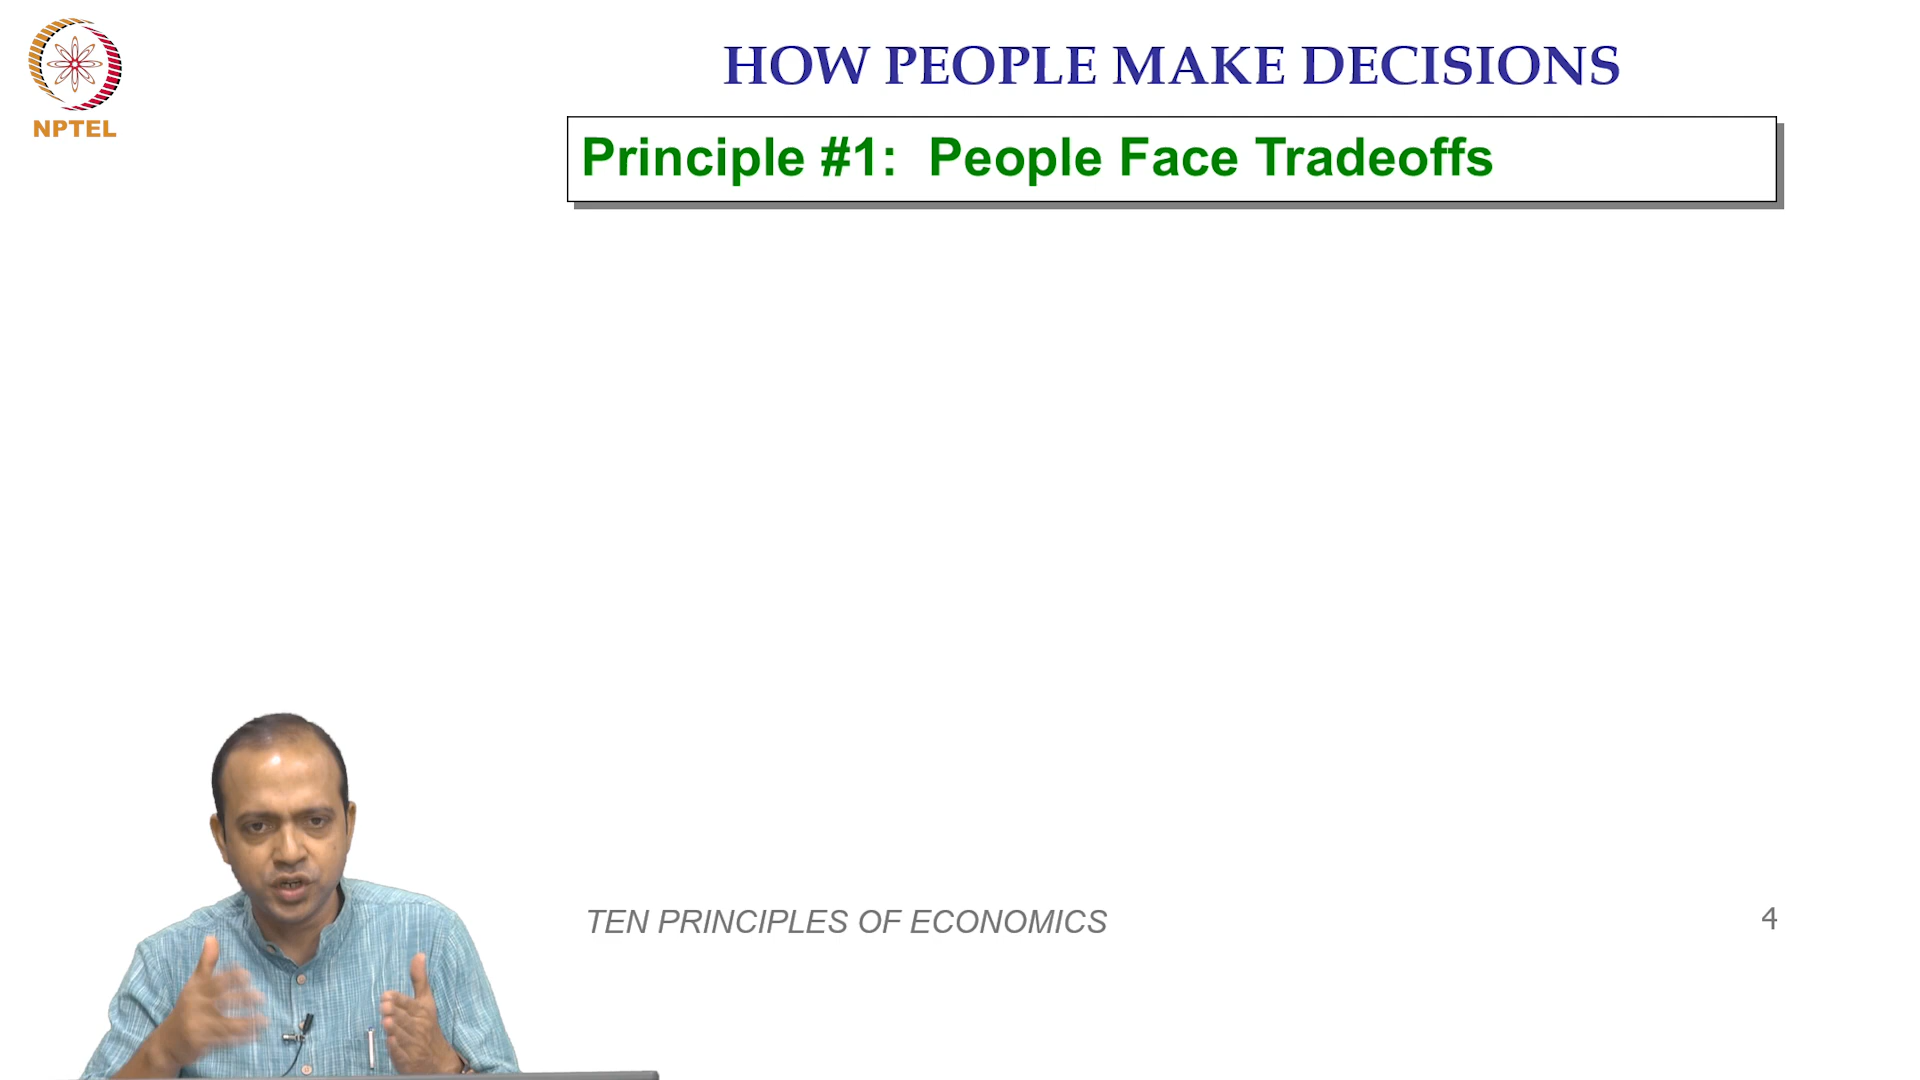 HOW PEOPLE MAKE DECISIONS
NPTEL
Principle #1: People Face Tradeoffs
TEN PRINCIPLES OF ECONOMICS
4